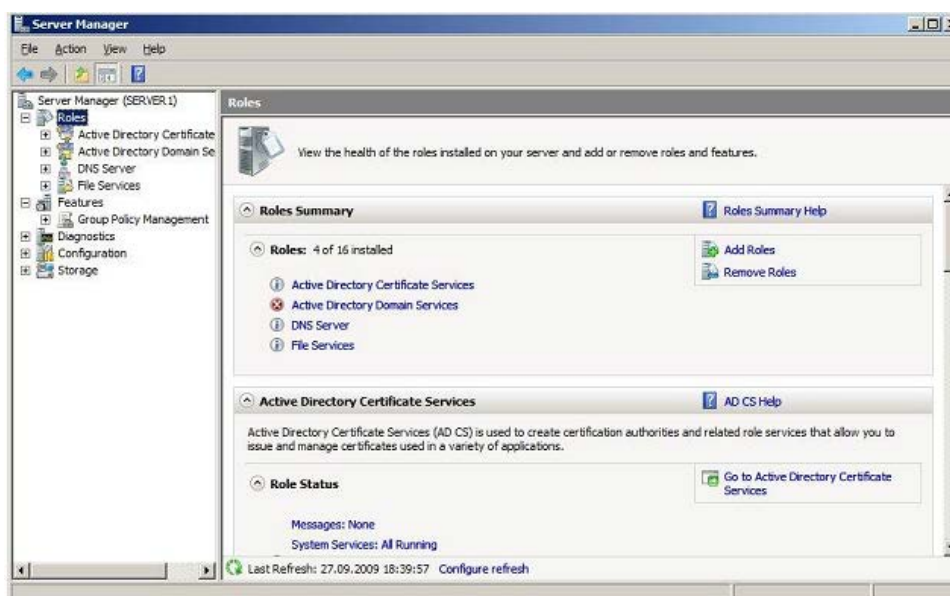 Server Manager
File Action View Help
Server Manager (SERVER1)
Roles
Active Directory Certificate
Active Directory Domain Se
DNS Server
File Services
Features
Group Policy Management
Diagnostics
Configuration
Storage
Roles
View the health of the roles installed on your server and add or remove roles and features.
Roles Summary
Roles Summary Help
Roles: 4 of 16 installed
Add Roles
Remove Roles
Active Directory Certificate Services
Active Directory Domain Services
DNS Server
File Services
Active Directory Certificate Services
AD CS Help
Active Directory Certificate Services (AD CS) is used to create certification authorities and related role services that allow you to
issue and manage certificates used in a variety of applications.
Role Status
Go to Active Directory Certificate
Services
Messages: None
System Services: All Running
Last Refresh: 27.09.2009 18:39:57 Configure refresh